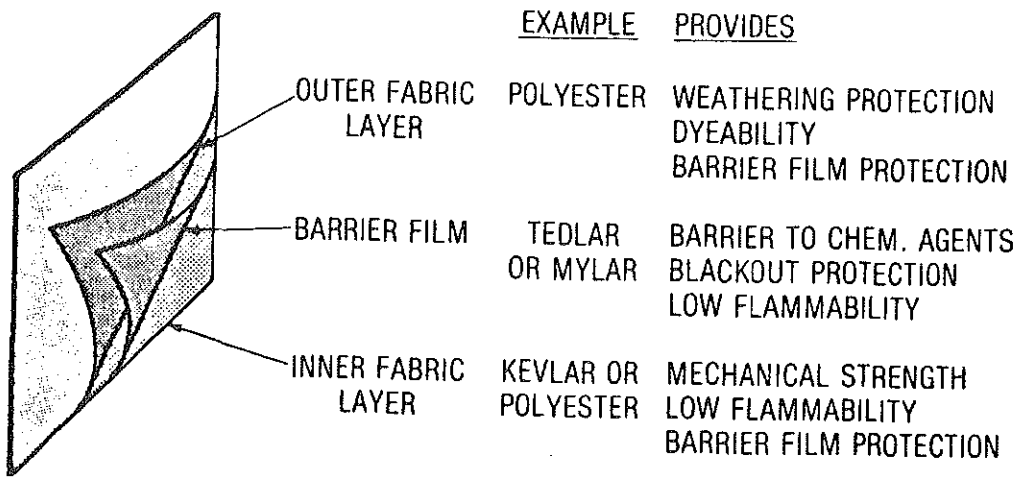 EXAMPLE PROVIDES
OUTER FABRIC LAYER POLYESTER WEATHERING PROTECTION
DYEABILITY
BARRIER FILM PROTECTION
BARRIER FILM TEDLAR OR MYLAR BARRIER TO CHEM. AGENTS
BLACKOUT PROTECTION
LOW FLAMMABILITY
INNER FABRIC LAYER KEVLAR OR POLYESTER MECHANICAL STRENGTH
LOW FLAMMABILITY
BARRIER FILM PROTECTION